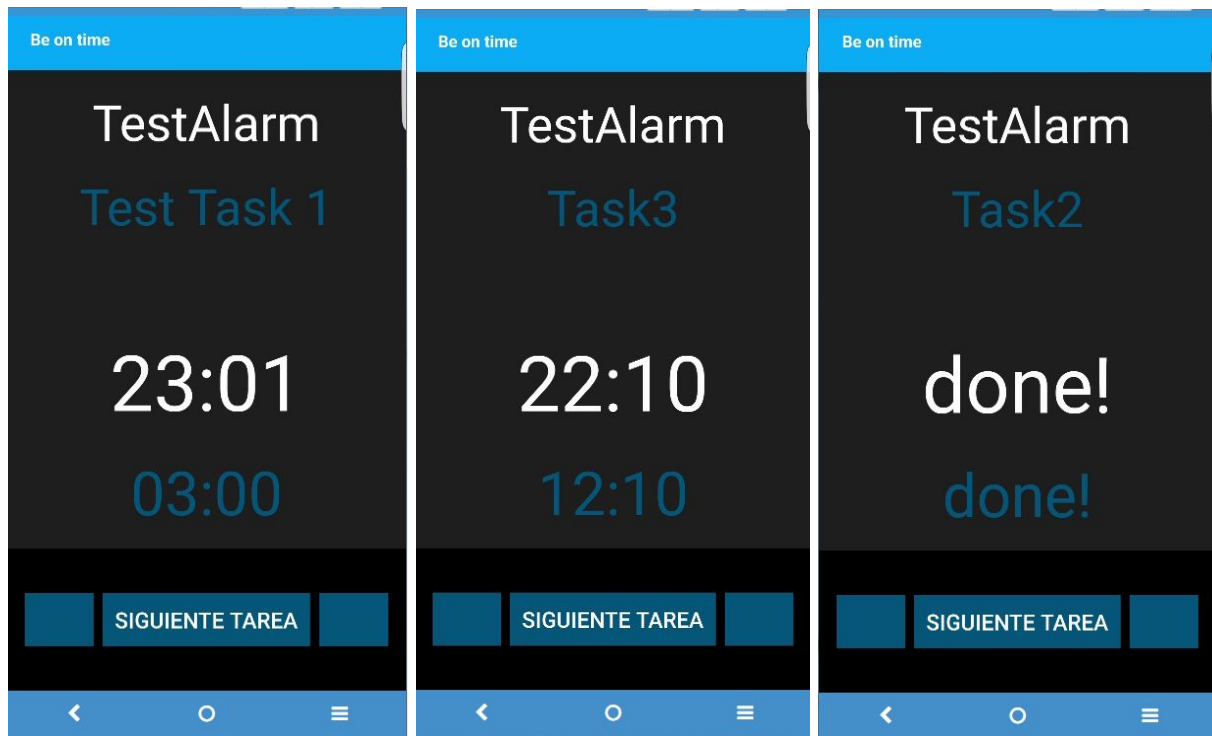 Be on time
TestAlarm
Test Task 1
23:01
03:00
SIGUIENTE TAREA
Be on time
TestAlarm
Task3
22:10
12:10
SIGUIENTE TAREA
Be on time
TestAlarm
Task2
done!
done!
SIGUIENTE TAREA